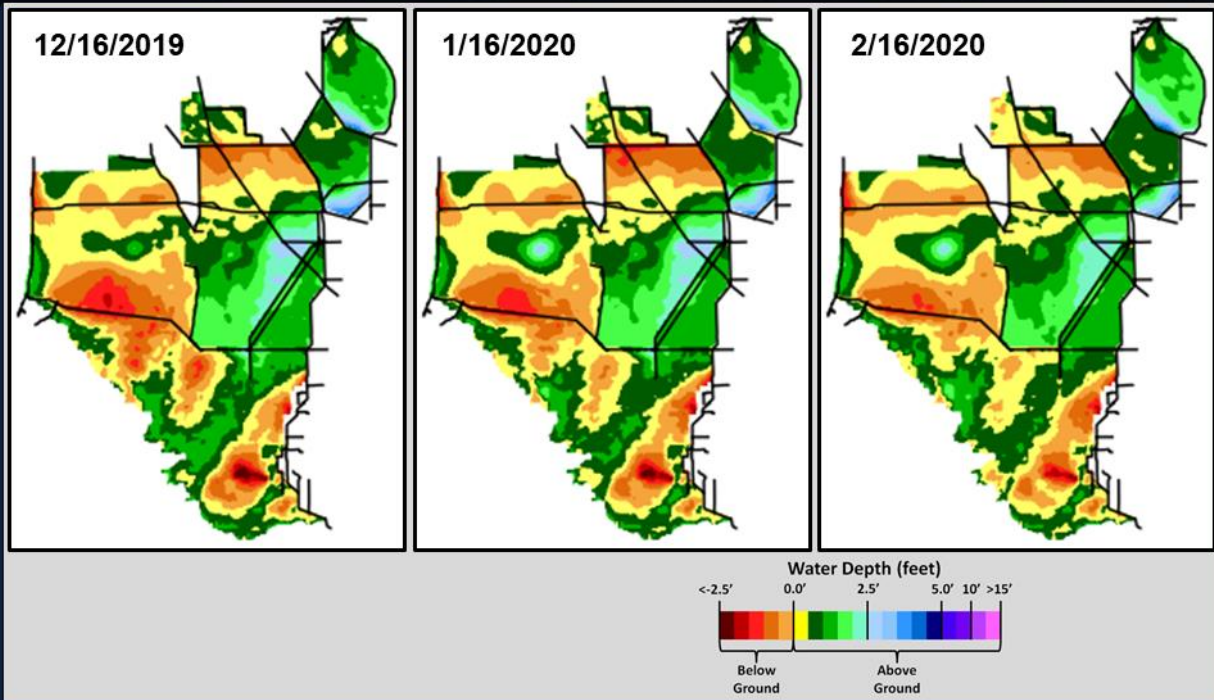 12/16/2019
1/16/2020
2/16/2020
Water Depth (feet)
<-2.5’ 0.0’ 2.5’ 5.0’ 10’ >15’
Below Ground
Above Ground